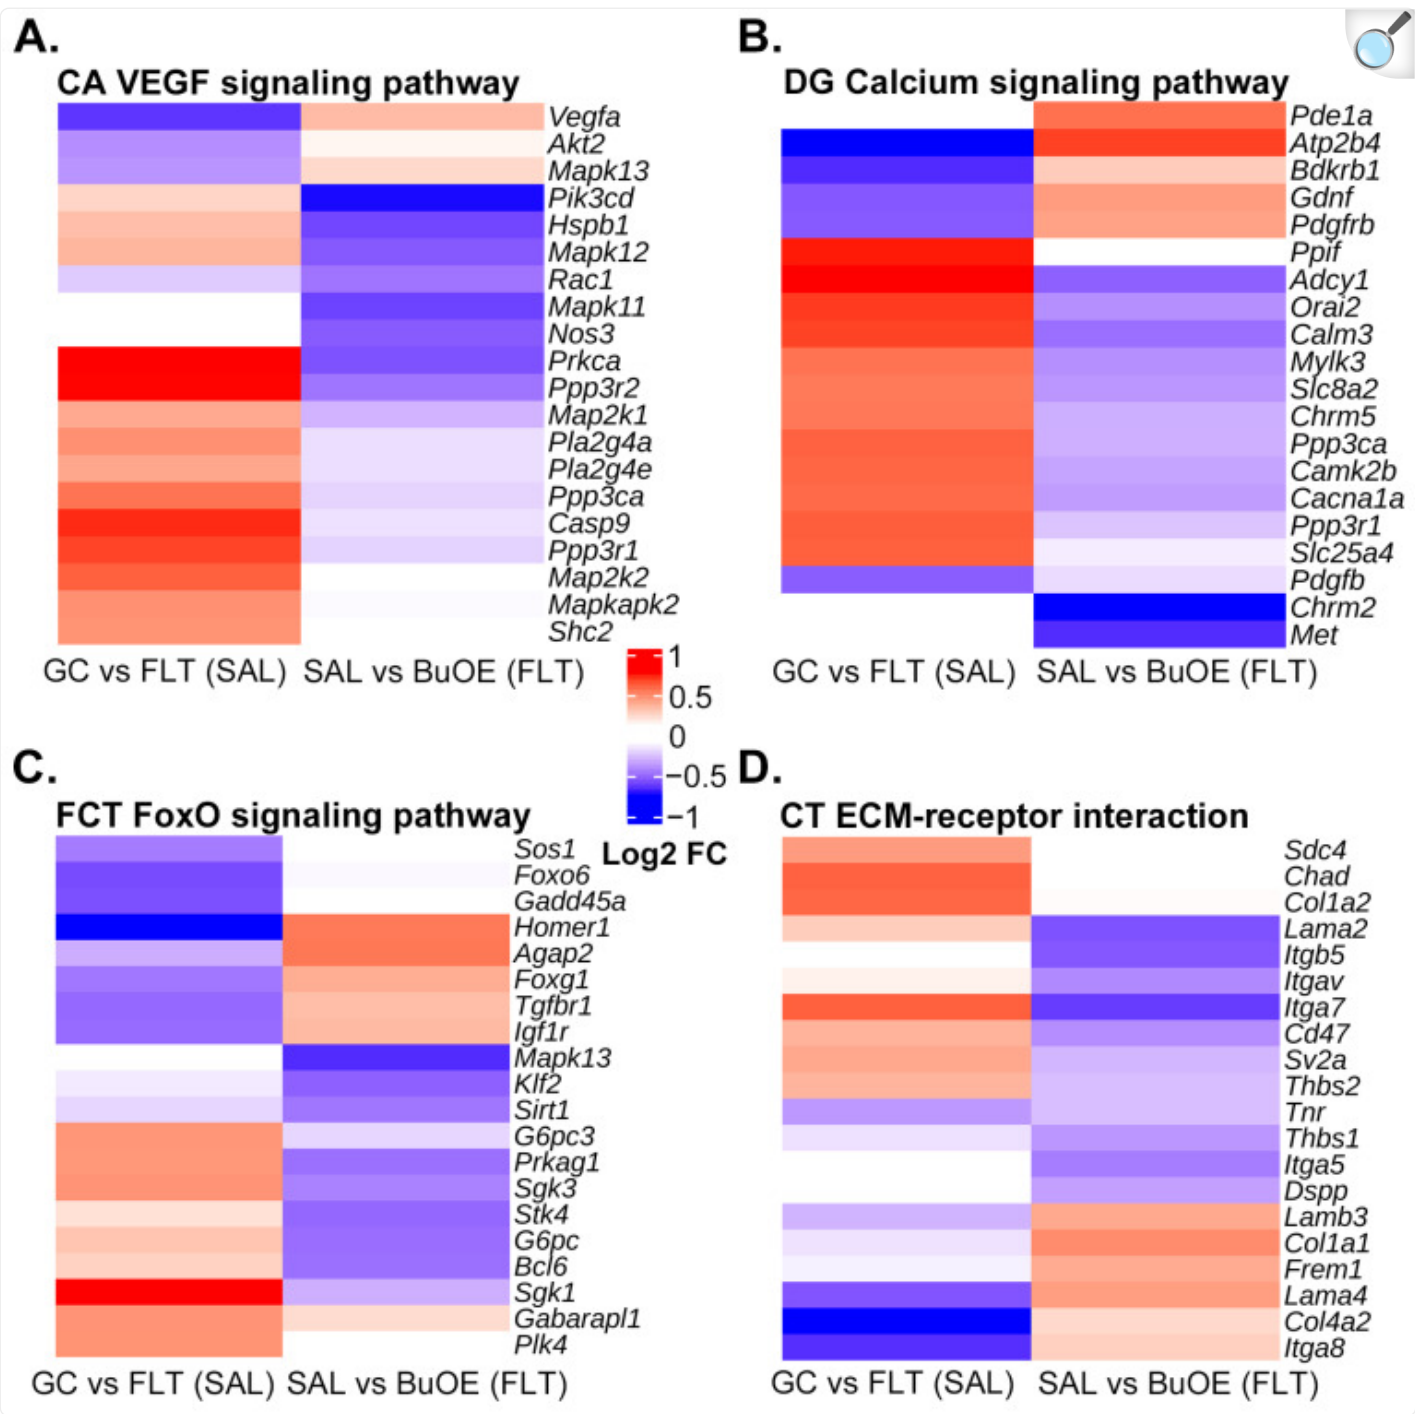 A.
CA VEGF signaling pathway
Vegfa
Akt2
Mapk13
Pik3cd
Hspb1
Mapk12
Rac1
Mapk11
Nos3
Prkca
Ppp3r2
Map2k1
Pla2g4a
Pla2g4e
Ppp3ca
Casp9
Ppp3r1
Map2k2
Mapkapk2
Shc2
GC vs FLT (SAL) SAL vs BuOE (FLT)
B.
DG Calcium signaling pathway
Pde1a
Atp2b4
Bdkrb1
Gdnf
Pdgfrb
Ppif
Adcy1
Orai2
Calm3
Mylk3
Slc8a2
Chrm5
Ppp3ca
Camk2b
Cacna1a
Ppp3r1
Slc25a4
Pdgfb
Chrm2
Met
GC vs FLT (SAL) SAL vs BuOE (FLT)
1
0.5
0
−0.5
−1
Log2 FC
C.
FCT FoxO signaling pathway
Sos1
Foxo6
Gadd45a
Homer1
Agap2
Foxg1
Tgfbr1
Igf1r
Mapk13
Klf2
Sirt1
G6pc3
Prkag1
Sgk3
Stk4
G6pc
Bcl6
Sgk1
Gabarapl1
Plk4
GC vs FLT (SAL) SAL vs BuOE (FLT)
D.
CT ECM-receptor interaction
Sdc4
Chad
Col1a2
Lama2
Itgb5
Itgav
Itga7
Cd47
Sv2a
Thbs2
Tnr
Thbs1
Itga5
Dspp
Lamb3
Col1a1
Frem1
Lama4
Col4a2
Itga8
GC vs FLT (SAL) SAL vs BuOE (FLT)